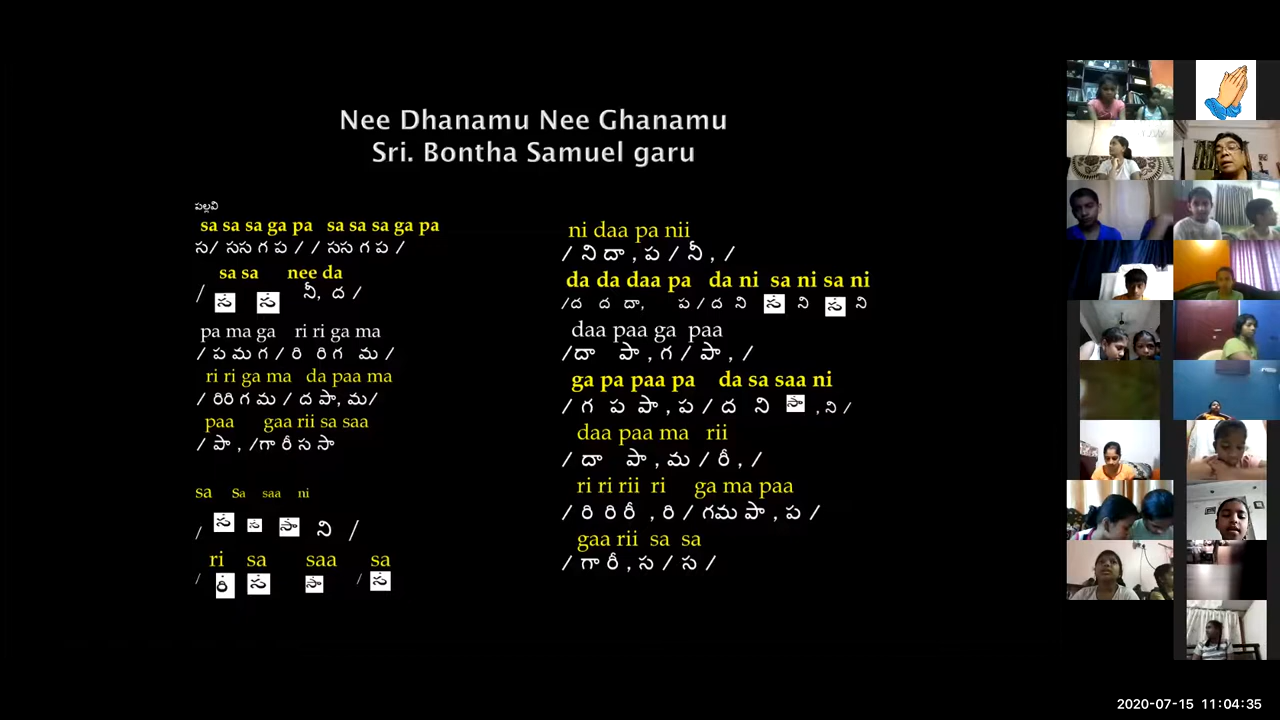 Nee Dhanamu Nee Ghanamu
Sri. Bontha Samuel garu
పల్లవి
sa sa sa ga pa sa sa sa ga pa
స/ సస గ ప / / సస గ ప /
sa sa nee da
/ సం సం నీ, ద /
pa ma ga ri ri ga ma
/ ప మ గ / రి రి గ మ /
ri ri ga ma da paa ma
/ రిరి గ మ / ద పా, మ/
paa gaa rii sa saa
/ పా , /గా రీ స సా
sa sa saa ni
/ సం సం సాం ని /
ri sa saa sa
/ రిం సం సాం / సం
ni daa pa nii
/ ని దా , ప / నీ , /
da da daa pa da ni sa ni sa ni
/ద ద దా, ప / ద ని సం ని సం ని
daa paa ga paa
/దా పా , గ / పా , /
ga pa paa pa da sa saa ni
/ గ ప పా , ప / ద ని సాం , ని /
daa paa ma rii
/ దా పా , మ / రీ , /
ri ri rii ri ga ma paa
/ రి రి రీ , రి / గమ పా , ప /
gaa rii sa sa
/ గా రీ , స / స /
2020-07-15 11:04:35